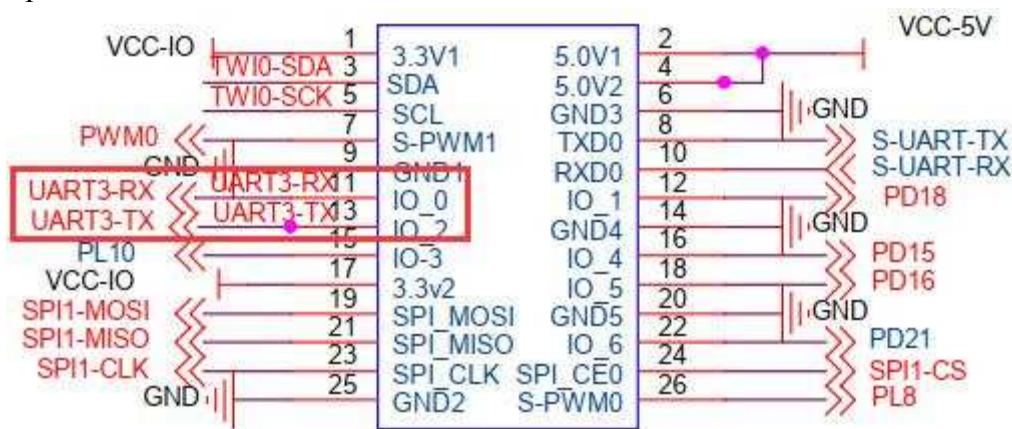 VCC-IO 1 3.3V1 5.0V1 2 VCC-5V
TWI0-SDA 3 SDA 5.0V2 4
TWI0-SCK 5 SCL GND3 6 GND
PWM0 7 S-PWM1 TXD0 8 S-UART-TX
GND 9 GND1 RXD0 10 S-UART-RX
UART3-RX UART3-RX 11 IO_0 IO_1 12 PD18
UART3-TX UART3-TX 13 IO_2 GND4 14 GND
PL10 15 IO-3 IO_4 16 PD15
VCC-IO 17 3.3v2 IO_5 18 PD16
SPI1-MOSI 19 SPI_MOSI GND5 20 GND
SPI1-MISO 21 SPI_MISO IO_6 22 PD21
SPI1-CLK 23 SPI_CLK SPI_CE0 24 SPI1-CS
GND 25 GND2 S-PWM0 26 PL8